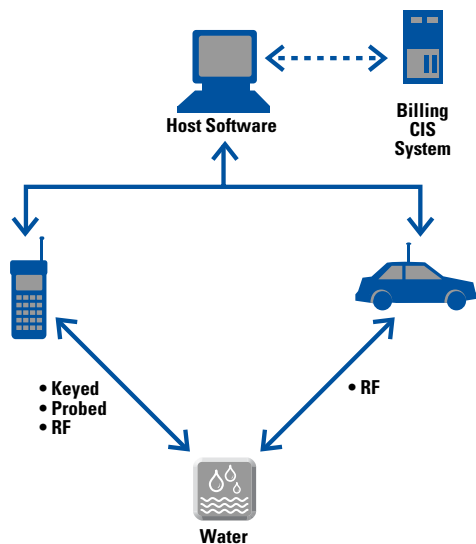 Host Software
Billing
CIS
System
• Keyed
• Probed
• RF
• RF
Water